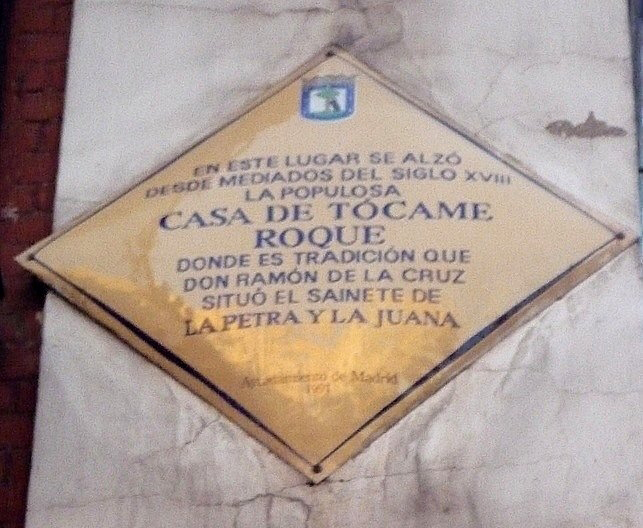 EN ESTE LUGAR SE ALZÓ
DESDE MEDIADOS DEL SIGLO XVIII
LA POPULOSA
CASA DE TÓCAME
ROQUE
DONDE ES TRADICIÓN QUE
DON RAMÓN DE LA CRUZ
SITUÓ EL SAINETE DE
LA PETRA Y LA JUANA
Ayuntamiento de Madrid